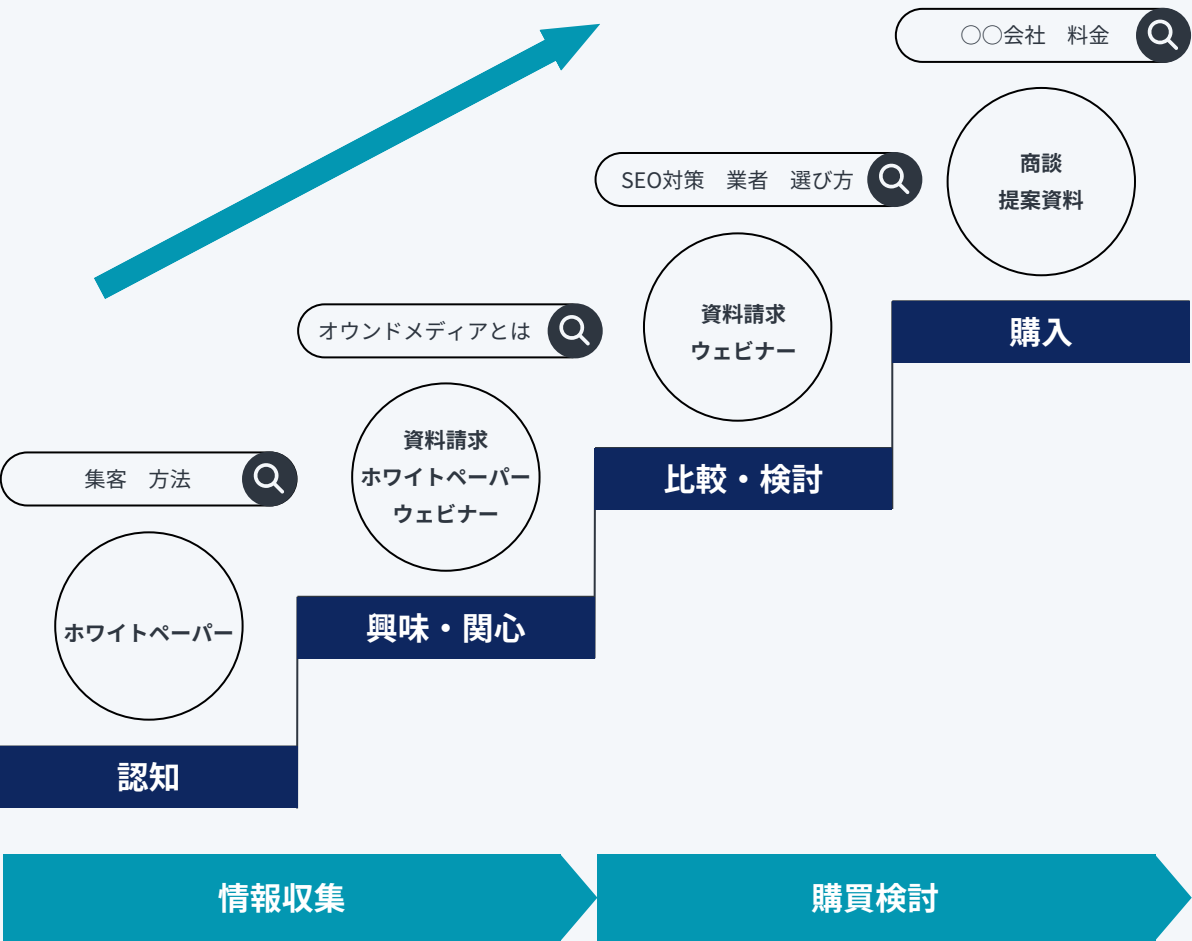 ○○会社　料金
商談
提案資料
購入
SEO対策　業者　選び方
資料請求
ウェビナー
比較・検討
オウンドメディアとは
資料請求
ホワイトペーパー
ウェビナー
興味・関心
集客　方法
ホワイトペーパー
認知
情報収集
購買検討